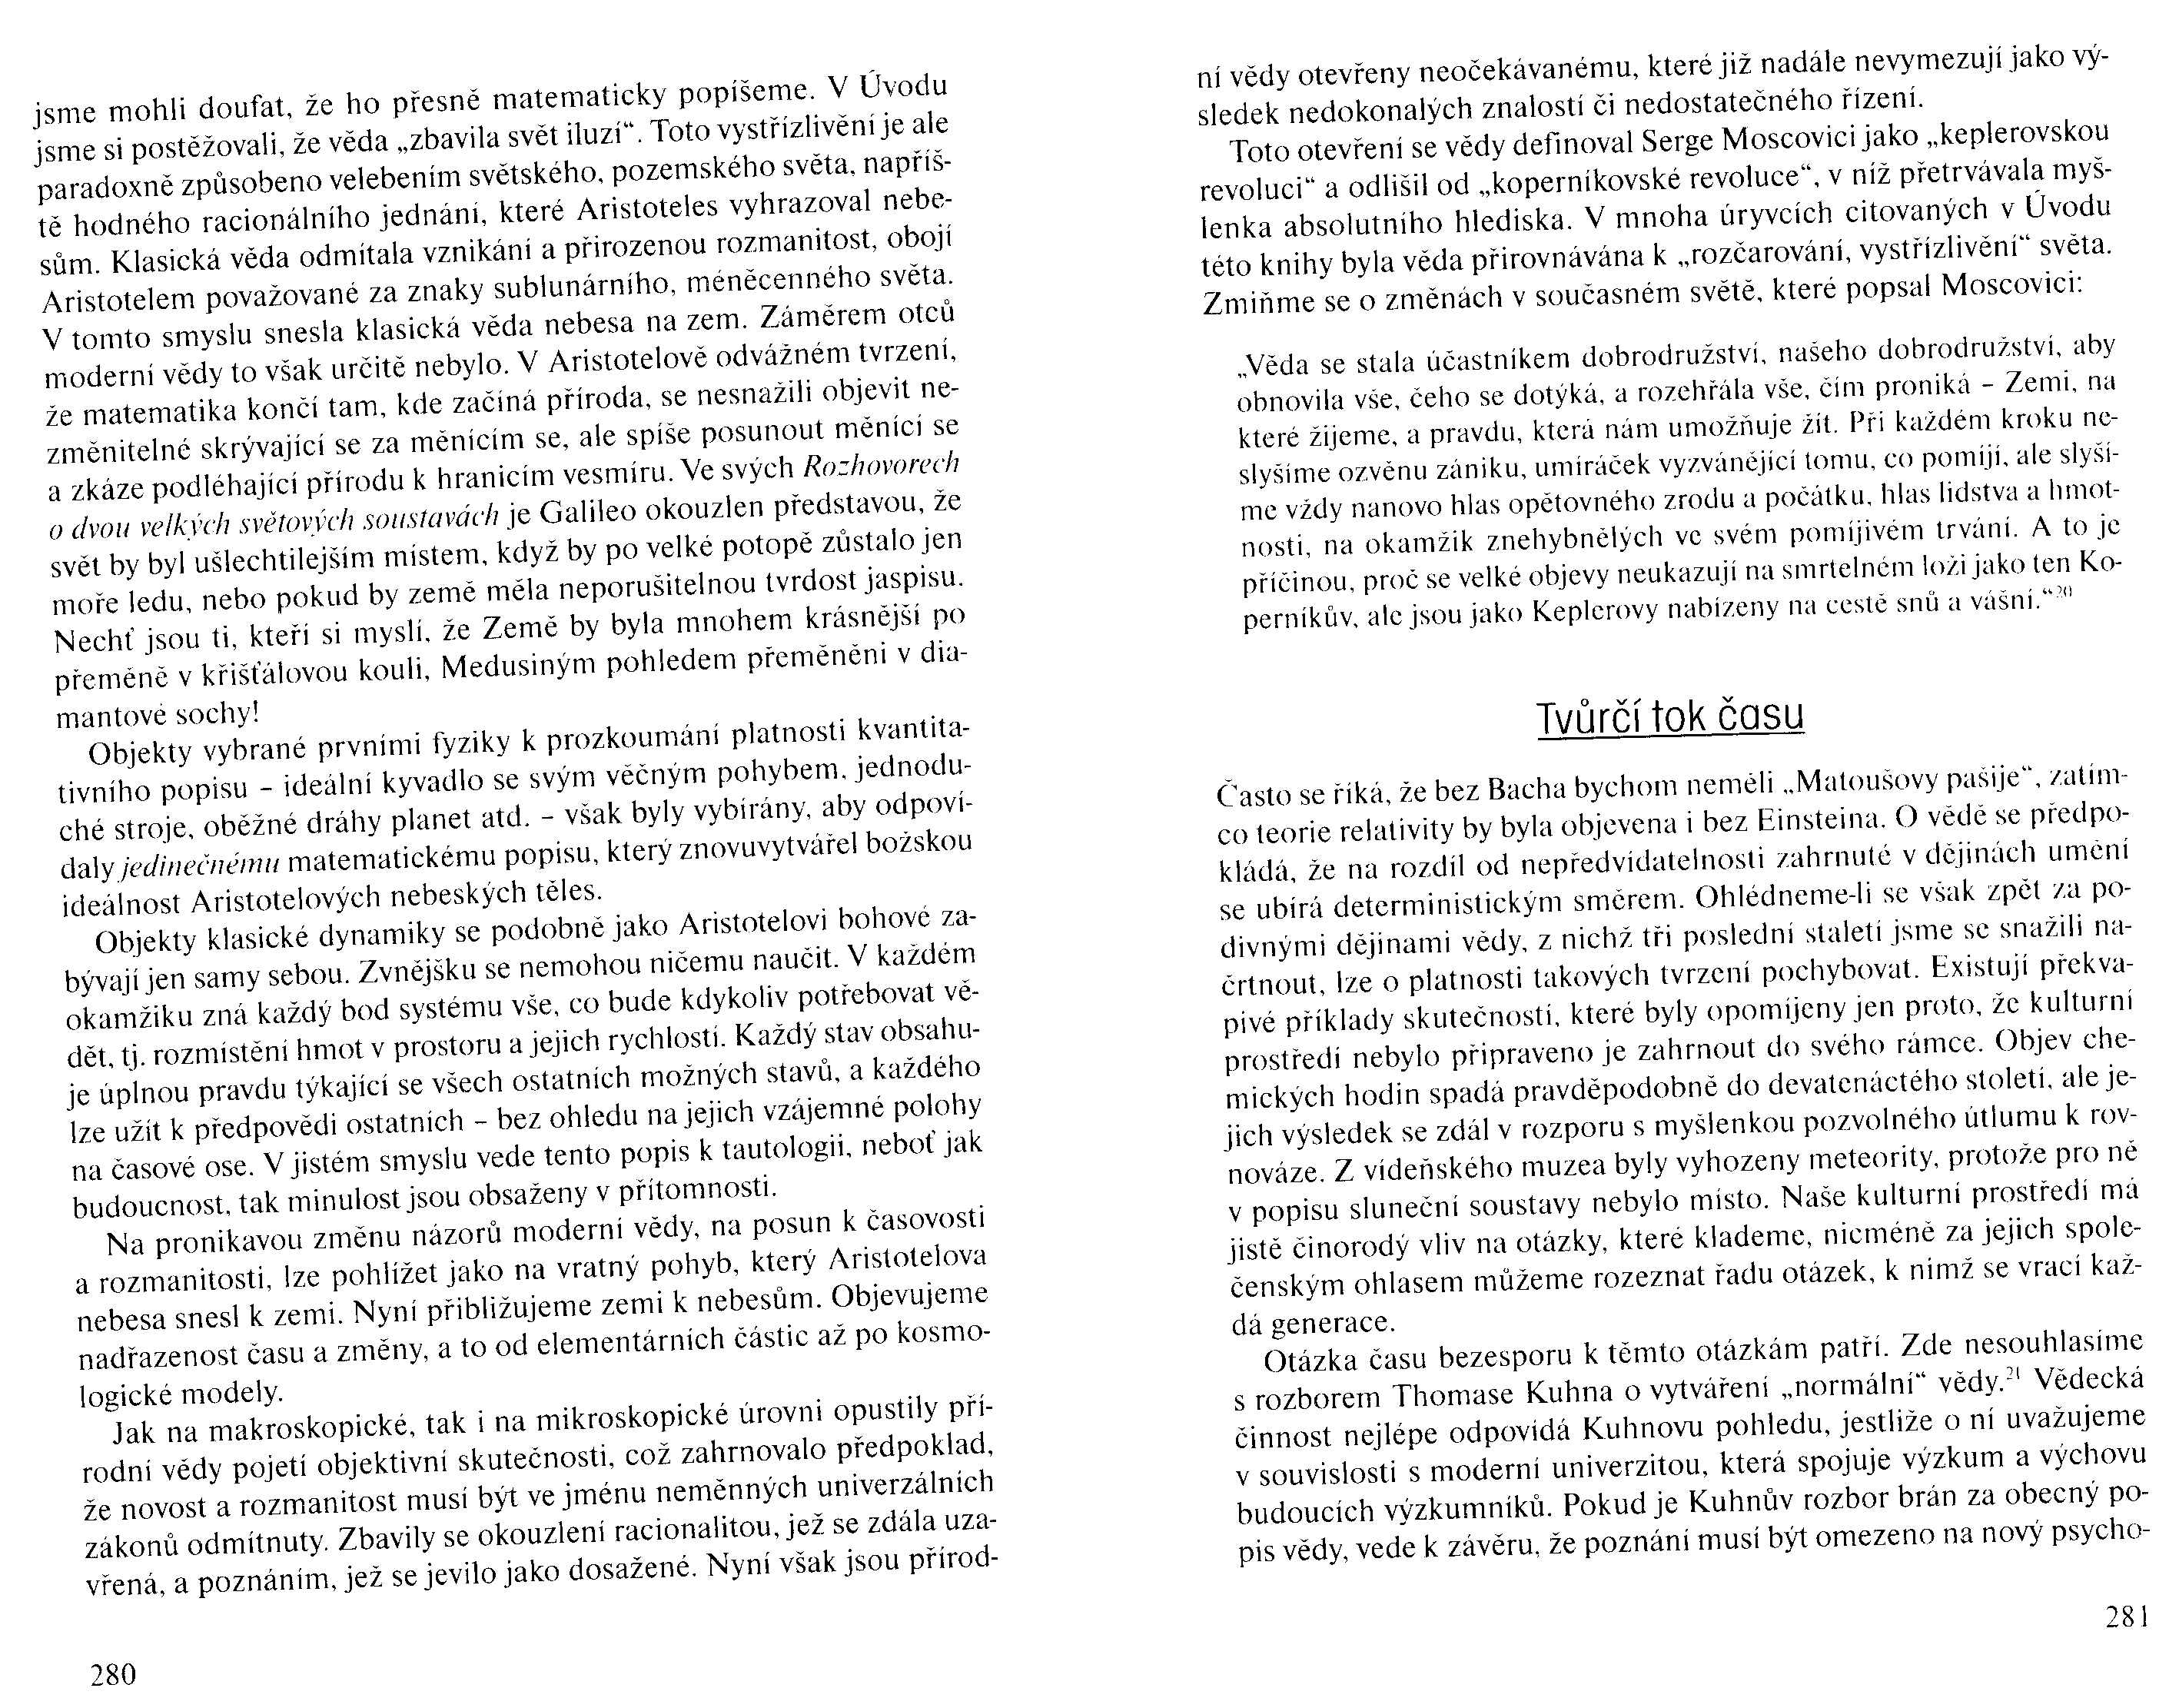 jsme mohli doufat, že ho přesně matematicky popíšeme. V Úvodu
jsme si postěžovali, že věda „zbavila svět iluzí“. Toto vystřízlivění je ale
paradoxně způsobeno velebením světského, pozemského světa, napříš-
tě hodného racionálního jednání, které Aristoteles vyhrazoval nebe-
sům. Klasická věda odmítala vznikání a přirozenou rozmanitost, obojí
Aristotelem považované za znaky sublunárního, méněcenného světa.
V tomto smyslu snesla klasická věda nebesa na zem. Záměrem otců
moderní vědy to však určitě nebylo. V Aristotelově odvážném tvrzení,
že matematika končí tam, kde začíná příroda, se nesnažili objevit ne-
změnitelné skrývající se za měnícím se, ale spíše posunout měnící se
a zkáze podléhající přírodu k hranicím vesmíru. Ve svých Rozhovorech
o dvou velkých světových soustavách je Galileo okouzlen představou, že
svět by byl ušlechtilejším místem, když by po velké potopě zůstalo jen
moře ledu, nebo pokud by země měla neporušitelnou tvrdost jaspisu.
Nechť jsou ti, kteří si myslí, že Země by byla mnohem krásnější po
přeměně v křišťálovou kouli, Medusiným pohledem přeměněni v dia-
mantové sochy!
Objekty vybrané prvními fyziky k prozkoumání platnosti kvantita-
tivního popisu – ideální kyvadlo se svým věčným pohybem, jednodu-
ché stroje, oběžné dráhy planet atd. – však byly vybírány, aby odpoví-
daly jedinečnému matematickému popisu, který znovuvytvářel božskou
ideálnost Aristotelových nebeských těles.
Objekty klasické dynamiky se podobně jako Aristotelovi bohové za-
bývají jen samy sebou. Zvnějšku se nemohou ničemu naučit. V každém
okamžiku zná každý bod systému vše, co bude kdykoliv potřebovat vě-
dět, tj. rozmístění hmot v prostoru a jejich rychlostí. Každý stav obsahu-
je úplnou pravdu týkající se všech ostatních možných stavů, a každého
lze užít k předpovědi ostatních – bez ohledu na jejich vzájemné polohy
na časové ose. V jistém smyslu vede tento popis k tautologii, neboť jak
budoucnost, tak minulost jsou obsaženy v přítomnosti.
Na pronikavou změnu názorů moderní vědy, na posun k časovosti
a rozmanitosti, lze pohlížet jako na vratný pohyb, který Aristotelova
nebesa snesl k zemi. Nyní přibližujeme zemi k nebesům. Objevujeme
nadřazenost času a změny, a to od elementárních částic až po kosmo-
logické modely.
Jak na makroskopické, tak i na mikroskopické úrovni opustily pří-
rodní vědy pojetí objektivní skutečnosti, což zahrnovalo předpoklad,
že novost a rozmanitost musí být ve jménu neměnných univerzálních
zákonů odmítnuty. Zbavily se okouzlení racionalitou, jež se zdála uza-
vřená, a poznáním, jež se jevilo jako dosažené. Nyní však jsou přírod-
280
ní vědy otevřeny neočekávanému, které již nadále nevymezují jako vý-
sledek nedokonalých znalostí či nedostatečného řízení.
Toto otevření se vědy definoval Serge Moscovici jako „keplerovskou
revoluci“ a odlišil od „koperníkovské revoluce“, v níž přetrvávala myš-
lenka absolutního hlediska. V mnoha úryvcích citovaných v Úvodu
této knihy byla věda přirovnávána k „rozčarování, vystřízlivění“ světa.
Zmiňme se o změnách v současném světě, které popsal Moscovici:
„Věda se stala účastníkem dobrodružství, našeho dobrodružství, aby
obnovila vše, čeho se dotýká, a rozehřála vše, čím proniká – Zemi, na
které žijeme, a pravdu, která nám umožňuje žít. Při každém kroku ne-
slyšíme ozvěnu zániku, umíráček vyzvánějící tomu, co pomíjí, ale slyší-
me vždy nanovo hlas opětovného zrodu a počátku, hlas lidstva a hmot-
nosti, na okamžik znehybnělých ve svém pomíjivém trvání. A to je
příčinou, proč se velké objevy neukazují na smrtelném loži jako ten Ko-
perníkův, ale jsou jako Keplerovy nabízeny na cestě snů a vášní.“²⁰
Tvůrčí tok času
Často se říká, že bez Bacha bychom neměli „Matoušovy pašije“, zatím-
co teorie relativity by byla objevena i bez Einsteina. O vědě se předpo-
kládá, že na rozdíl od nepředvídatelnosti zahrnuté v dějinách umění
se ubírá deterministickým směrem. Ohlédneme-li se však zpět za po-
divnými dějinami vědy, z nichž tři poslední staletí jsme se snažili na-
črtnout, lze o platnosti takových tvrzení pochybovat. Existují překva-
pivé příklady skutečností, které byly opomíjeny jen proto, že kulturní
prostředí nebylo připraveno je zahrnout do svého rámce. Objev che-
mických hodin spadá pravděpodobně do devatenáctého století, ale je-
jich výsledek se zdál v rozporu s myšlenkou pozvolného útlumu k rov-
nováze. Z vídeňského muzea byly vyhozeny meteority, protože pro ně
v popisu sluneční soustavy nebylo místo. Naše kulturní prostředí má
jistě činorodý vliv na otázky, které klademe, nicméně za jejich spole-
čenským ohlasem můžeme rozeznat řadu otázek, k nimž se vrací kaž-
dá generace.
Otázka času bezesporu k těmto otázkám patří. Zde nesouhlasíme
s rozborem Thomase Kuhna o vytváření „normální“ vědy.²¹ Vědecká
činnost nejlépe odpovídá Kuhnovu pohledu, jestliže o ní uvažujeme
v souvislosti s moderní univerzitou, která spojuje výzkum a výchovu
budoucích výzkumníků. Pokud je Kuhnův rozbor brán za obecný po-
pis vědy, vede k závěru, že poznání musí být omezeno na nový psycho-
281